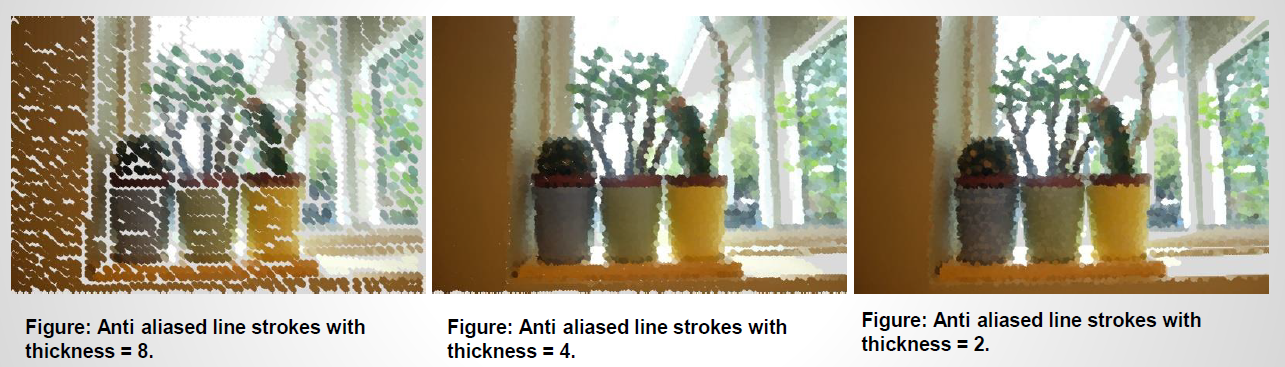 Figure: Anti aliased line strokes with
thickness = 8.
Figure: Anti aliased line strokes with
thickness = 4.
Figure: Anti aliased line strokes with
thickness = 2.